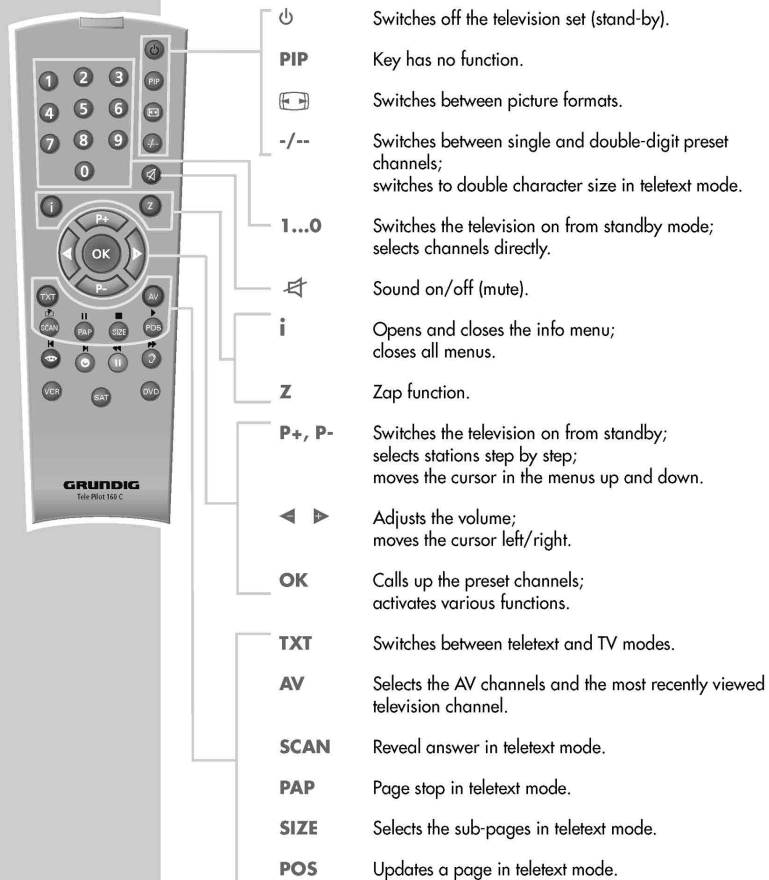 Switches off the television set (stand-by).
PIP Key has no function.
Switches between picture formats.
-/-- Switches between single and double-digit preset
channels;
switches to double character size in teletext mode.
1...0 Switches the television on from standby mode;
selects channels directly.
Sound on/off (mute).
i Opens and closes the info menu;
closes all menus.
Z Zap function.
P+, P- Switches the television on from standby;
selects stations step by step;
moves the cursor in the menus up and down.
- + Adjusts the volume;
moves the cursor left/right.
OK Calls up the preset channels;
activates various functions.
TXT Switches between teletext and TV modes.
AV Selects the AV channels and the most recently viewed
television channel.
SCAN Reveal answer in teletext mode.
PAP Page stop in teletext mode.
SIZE Selects the sub-pages in teletext mode.
POS Updates a page in teletext mode.
PIP
1 2 3
4 5 6
7 8 9 -/--
0
i Z
P+
OK
P-
TXT AV
SCAN PAP SIZE POS
VCR SAT DVD
GRUNDIG
Tele Pilot 160 C